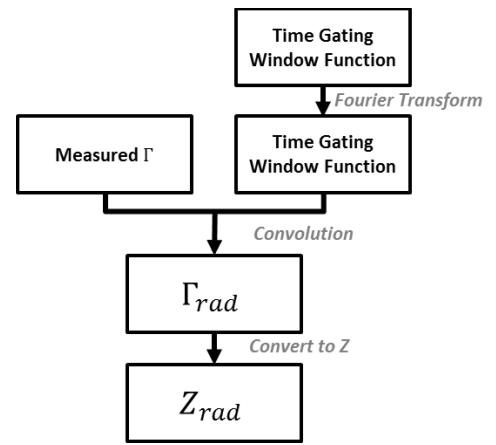 Time Gating
Window Function
Fourier Transform
Measured Γ
Time Gating
Window Function
Convolution
Γrad
Convert to Z
Zrad